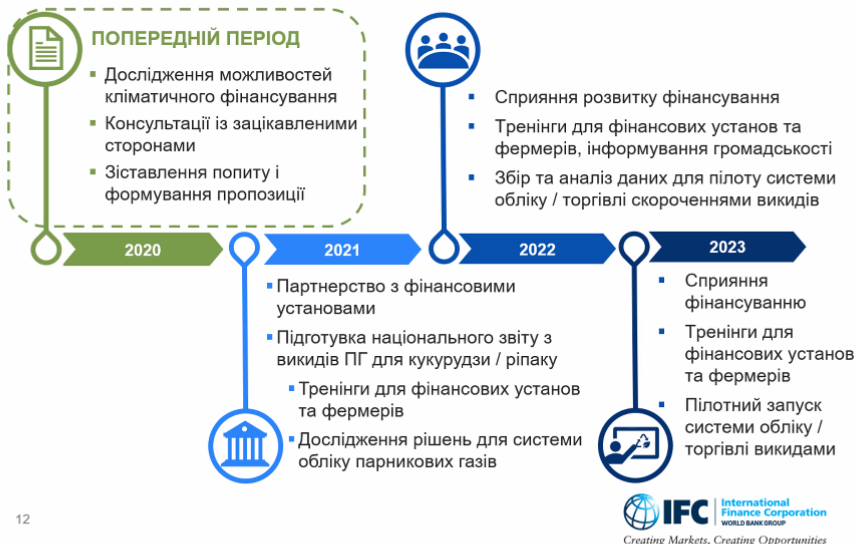 ПОПЕРЕДНІЙ ПЕРІОД
▪ Дослідження можливостей
кліматичного фінансування
▪ Консультації із зацікавленими
сторонами
▪ Зіставлення попиту і
формування пропозиції
▪ Сприяння розвитку фінансування
▪ Тренінги для фінансових установ та
фермерів, інформування громадськості
▪ Збір та аналіз даних для пілоту системи
обліку / торгівлі скороченнями викидів
2020
2021
2022
2023
▪ Партнерство з фінансовими
установами
▪ Підготувка національного звіту з
викидів ПГ для кукурудзи / ріпаку
▪ Тренінги для фінансових установ
та фермерів
▪ Дослідження рішень для системи
обліку парникових газів
▪ Сприяння
фінансуванню
▪ Тренінги для
фінансових установ
та фермерів
▪ Пілотний запуск
системи обліку /
торгівлі викидами
12
IFC
International
Finance Corporation
WORLD BANK GROUP
Creating Markets, Creating Opportunities